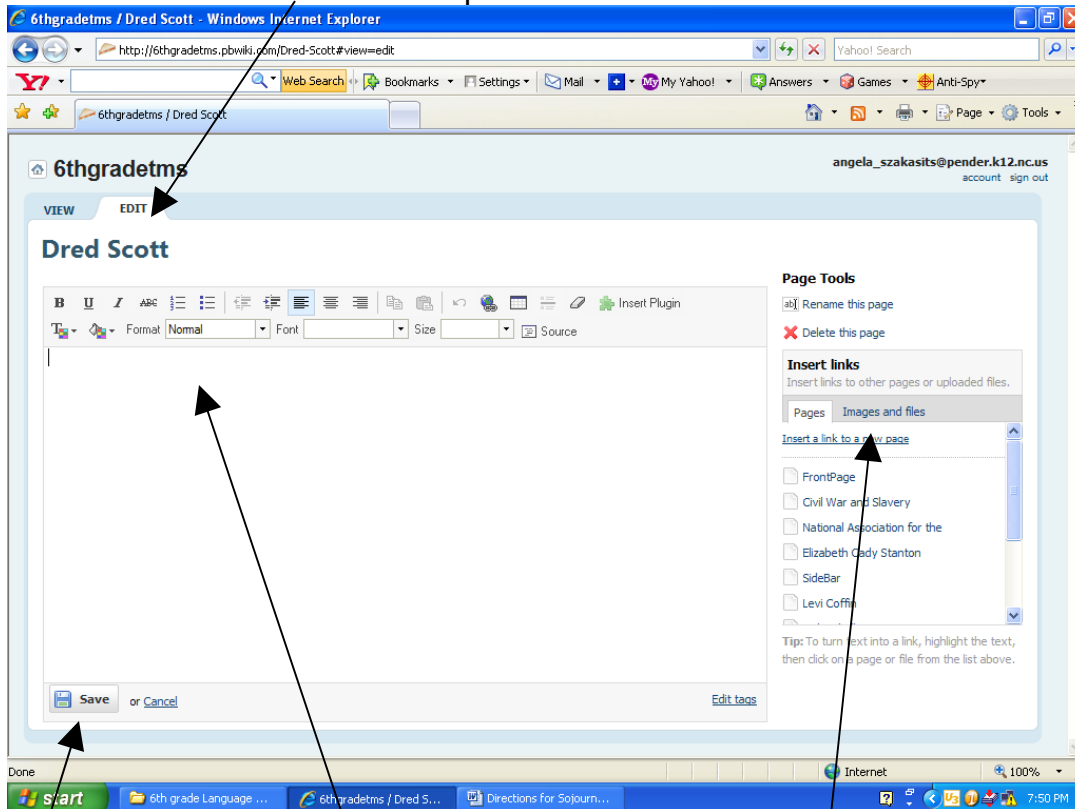 6thgradetms / Dred Scott - Windows Internet Explorer
http://6thgradetms.pbwiki.com/Dred-Scott#view=edit
Yahoo! Search
Y! Web Search Bookmarks Settings Mail My My Yahoo! Answers Games Anti-Spy
6thgradetms / Dred Scott
Page Tools
6thgradetms
angela_szakasits@pender.k12.nc.us
account sign out
VIEW EDIT
Dred Scott
B U I ABC Insert Plugin
Format Normal Font Size Source
Save or Cancel
Edit tags
Page Tools
Rename this page
Delete this page
Insert links
Insert links to other pages or uploaded files.
Pages Images and files
Insert a link to a new page
FrontPage
Civil War and Slavery
National Association for the
Elizabeth Cady Stanton
SideBar
Levi Coffin
Tip: To turn text into a link, highlight the text,
then click on a page or file from the list above.
Done
Internet
100%
start
6th grade Language ...
6thgradetms / Dred S...
Directions for Sojourn...
7:50 PM